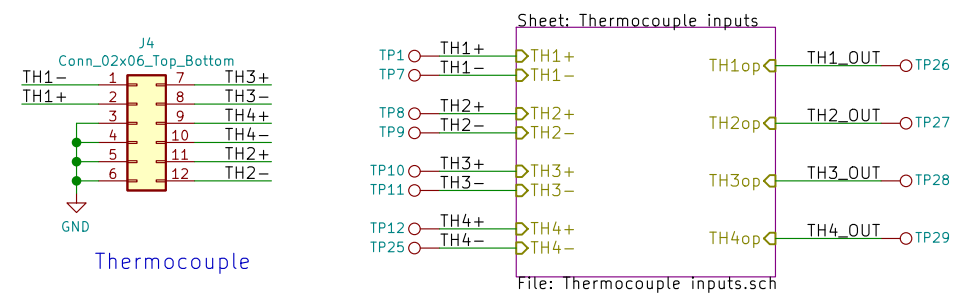 J4
Conn_02x06_Top_Bottom
TH1- 1 7 TH3+
TH1+ 2 8 TH3-
3 9 TH4+
4 10 TH4-
5 11 TH2+
6 12 TH2-
GND
Thermocouple
Sheet: Thermocouple inputs
TP1 TH1+ TH1+
TP7 TH1- TH1-
TP8 TH2+ TH2+
TP9 TH2- TH2-
TP10 TH3+ TH3+
TP11 TH3- TH3-
TP12 TH4+ TH4+
TP25 TH4- TH4-
TH1op TH1_OUT TP26
TH2op TH2_OUT TP27
TH3op TH3_OUT TP28
TH4op TH4_OUT TP29
File: Thermocouple inputs.sch